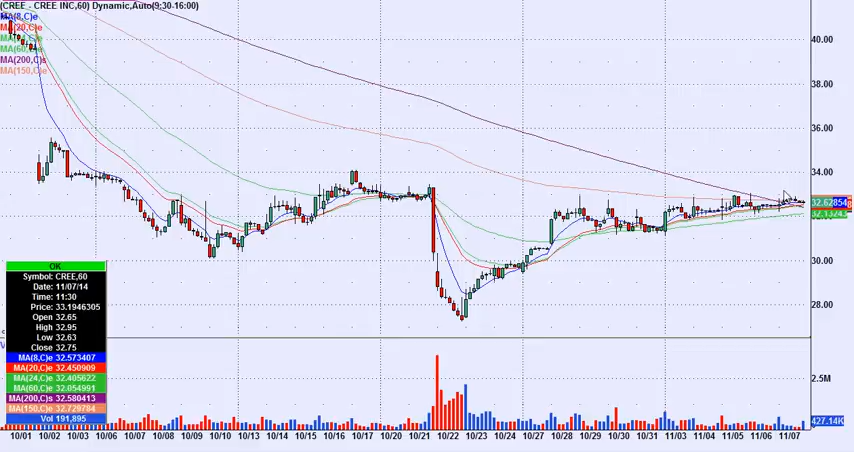 (CREE - CREE INC,60) Dynamic,Auto(9:30-16:00)
MA(8,C)e
MA(20,C)e
MA(60,C)e
MA(200,C)s
MA(150,C)e
40.00
38.00
36.00
34.00
32.62854
32.00
30.00
28.00
2.5M
427.14K
OK
Symbol: CREE,60
Date: 11/07/14
Time: 11:30
Price: 33.1946305
Open 32.65
High 32.95
Low 32.63
Close 32.75
MA(8,C)e 32.573407
MA(20,C)e 32.450909
MA(24,C)e 32.405622
MA(60,C)e 32.054991
MA(200,C)s 32.580413
MA(150,C)e 32.729784
Vol 191,895
10/01 10/02 10/03 10/06 10/07 10/08 10/09 10/10 10/13 10/14 10/15 10/16 10/17 10/20 10/21 10/22 10/23 10/24 10/27 10/28 10/29 10/30 10/31 11/03 11/04 11/05 11/06 11/07